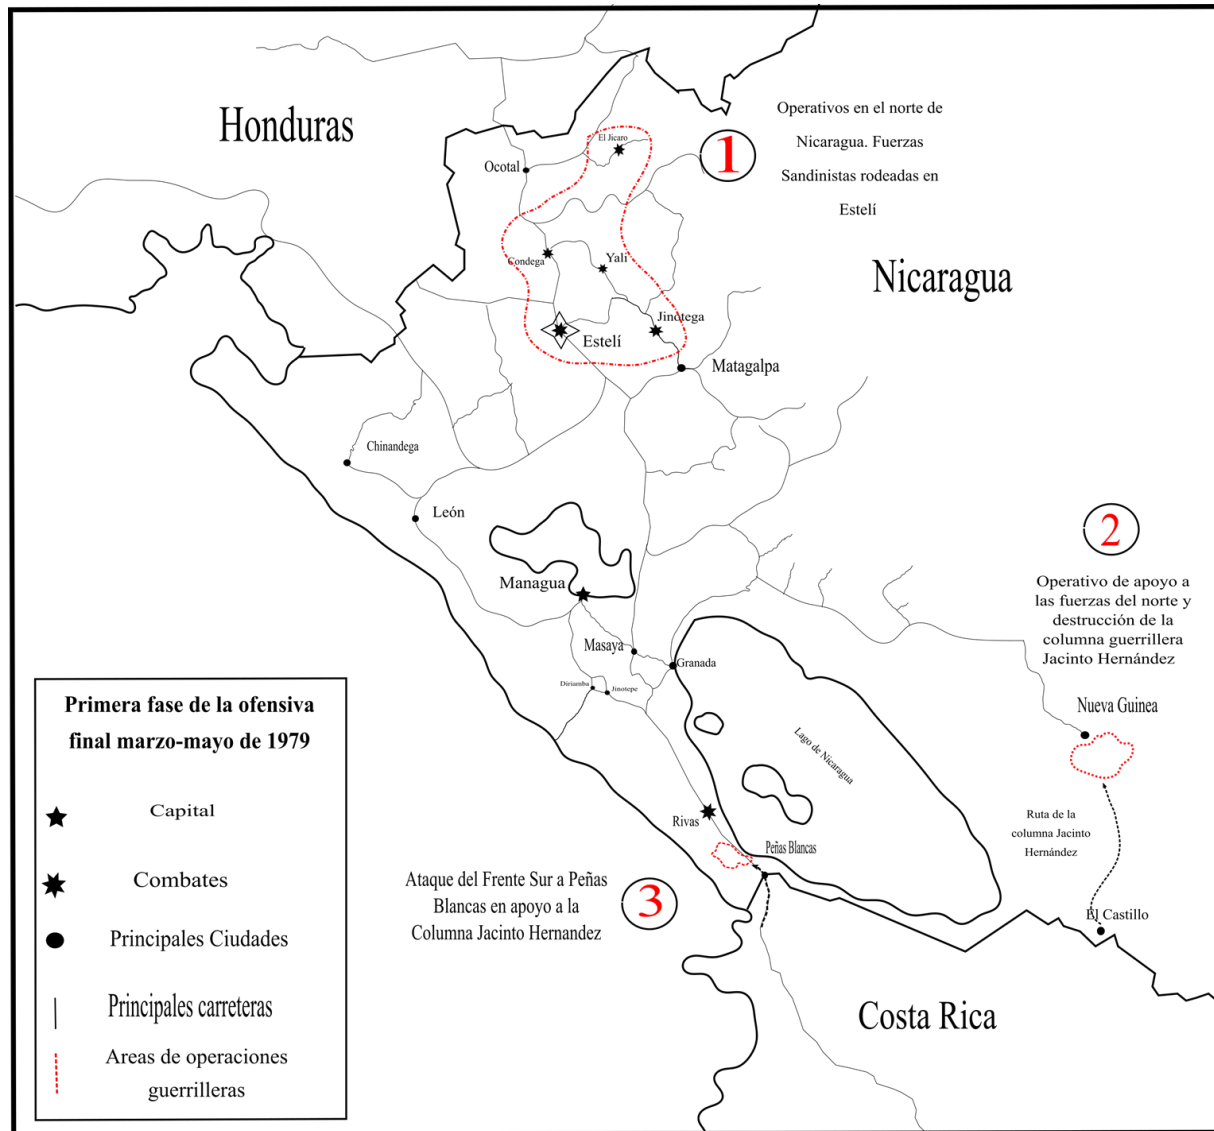 Honduras
1
Operativos en el norte de
Nicaragua. Fuerzas
Sandinistas rodeadas en
Estelí
El Jicaro
Ocotal
Nicaragua
Condega
Yalí
Jinotega
Estelí
Matagalpa
Chinandega
León
2
Operativo de apoyo a
las fuerzas del norte y
destrucción de la
columna guerrillera
Jacinto Hernández
Managua
Masaya
Granada
Diriamba
Jinotepe
Nueva Guinea
Lago de Nicaragua
Rivas
Peñas Blancas
Ruta de la
columna Jacinto
Hernández
Ataque del Frente Sur a Peñas
Blancas en apoyo a la
Columna Jacinto Hernandez
3
El Castillo
Costa Rica
Primera fase de la ofensiva
final marzo-mayo de 1979
Capital
Combates
Principales Ciudades
Principales carreteras
Areas de operaciones
guerrilleras